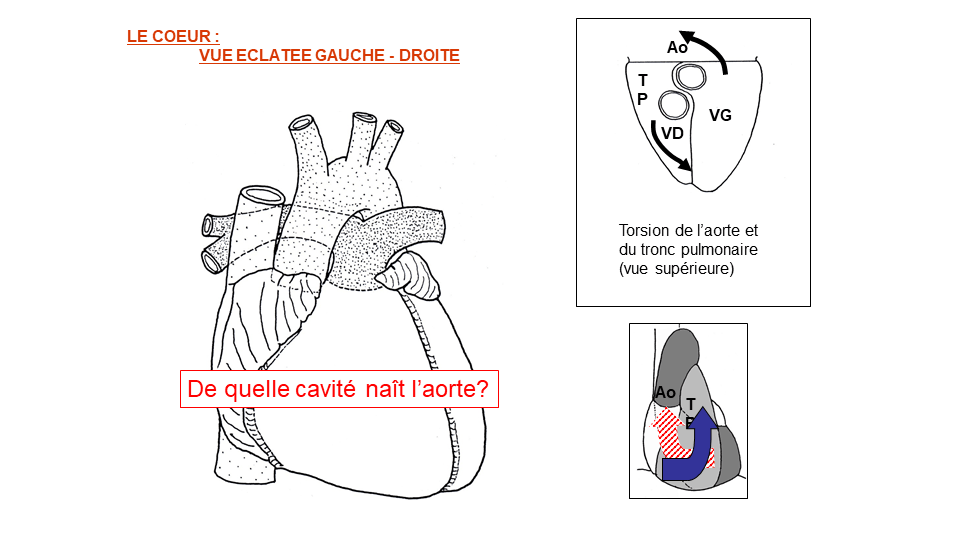 LE COEUR :
VUE ECLATEE GAUCHE - DROITE
De quelle cavité naît l’aorte?
Ao
T
P
VG
VD
Torsion de l’aorte et
du tronc pulmonaire
(vue supérieure)
Ao
T